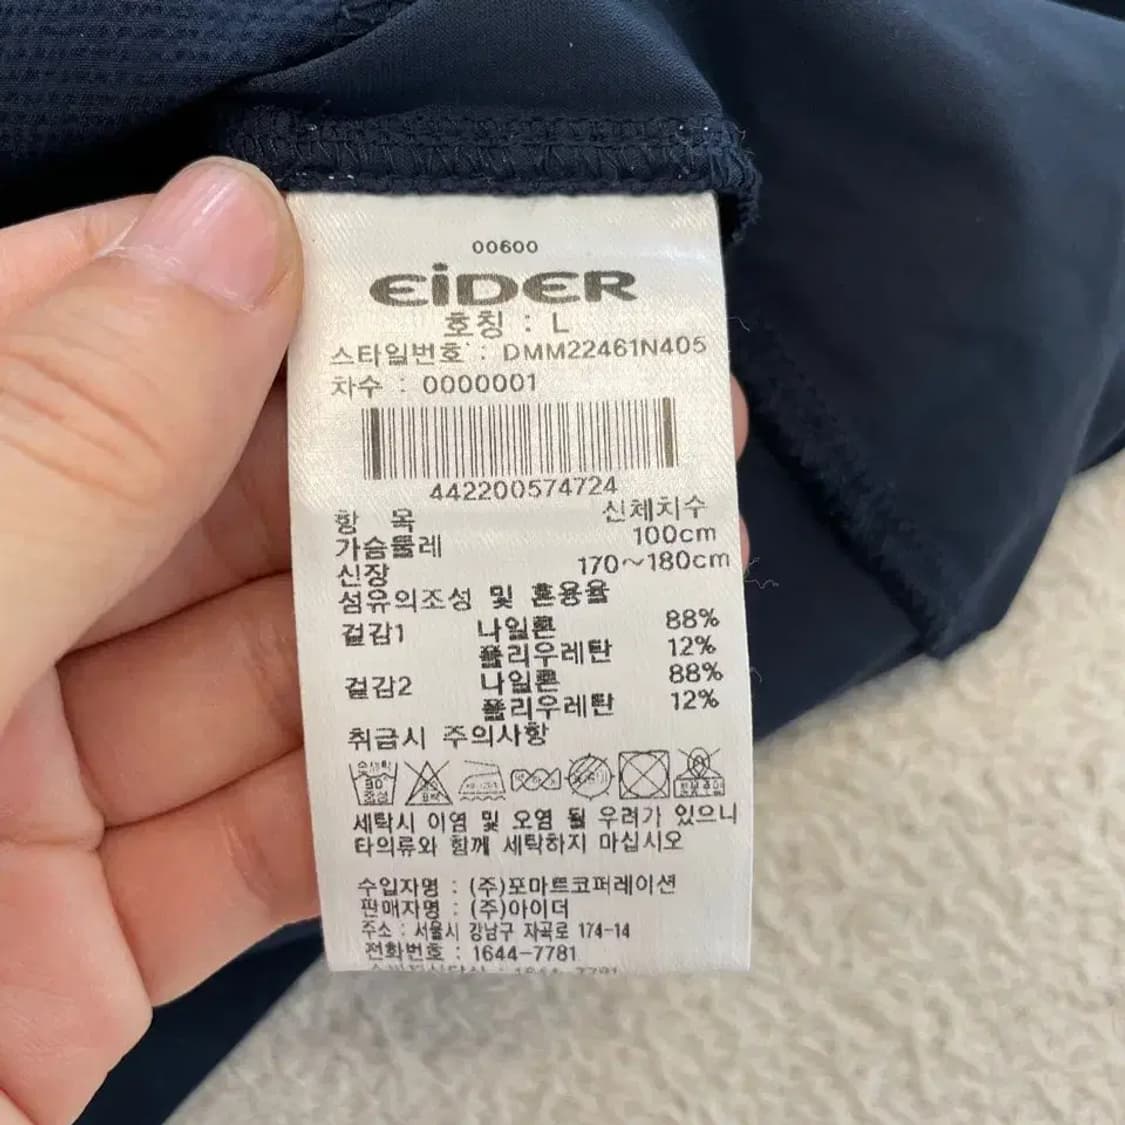 00600
EiDER
호칭 : L
스타일번호 : DMM22461N405
차수 : 0000001
442200574724
항 목 신체치수
가슴둘레 100cm
신장 170~180cm
섬유의조성 및 혼용율
겉감1 나일론 88%
폴리우레탄 12%
겉감2 나일론 88%
폴리우레탄 12%
취급시 주의사항
손세탁
30
중성
세탁시 이염 및 오염 될 우려가 있으니
타의류와 함께 세탁하지 마십시오
수입자명 : (주)포마트코퍼레이션
판매자명 : (주)아이더
주소 : 서울시 강남구 자곡로 174-14
전화번호 : 1644-7781